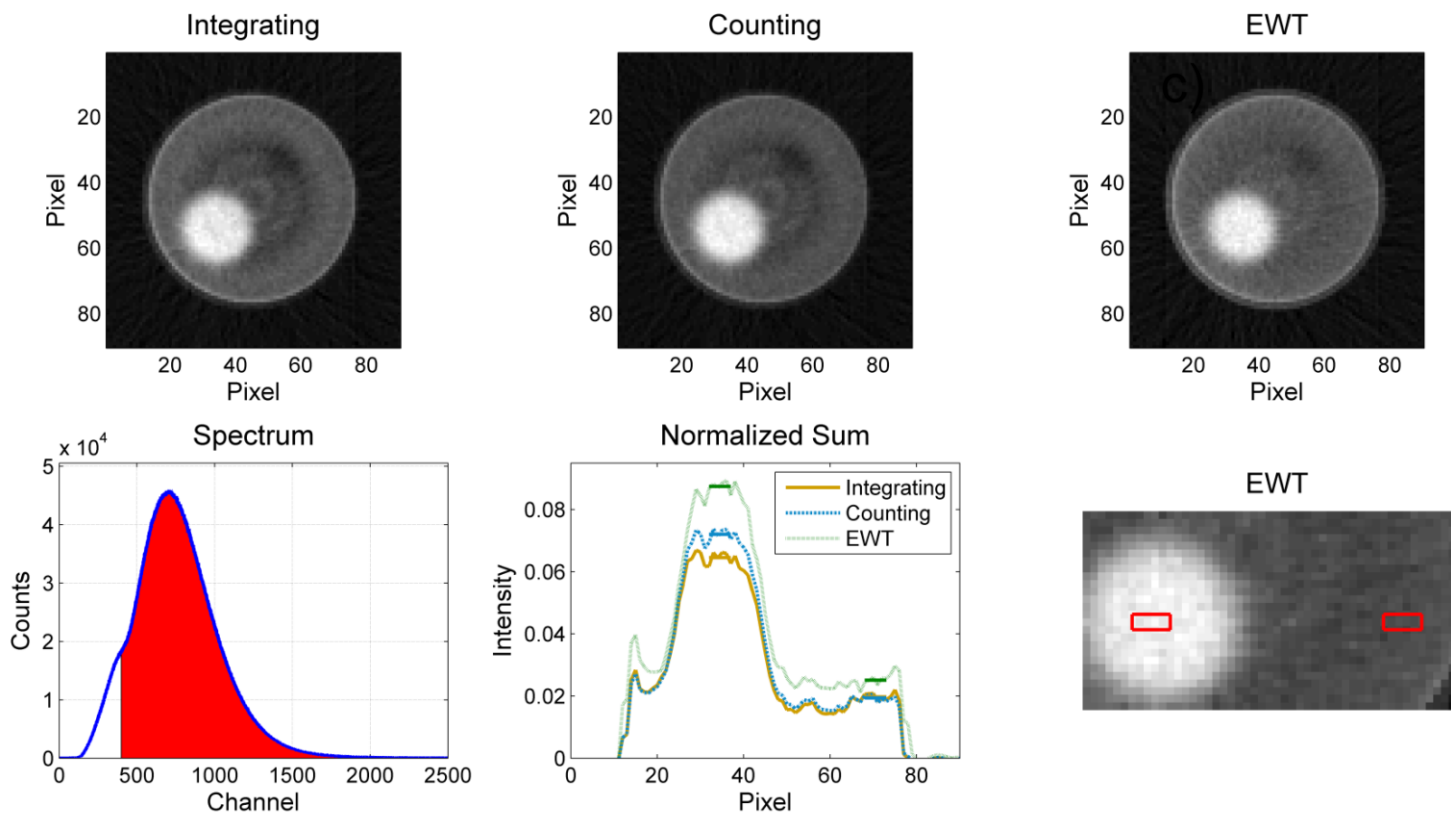 Integrating
Counting
EWT
c)
20
40
60
80
Pixel
20 40 60 80
Pixel
20
40
60
80
Pixel
20 40 60 80
Pixel
20
40
60
80
Pixel
20 40 60 80
Pixel
Spectrum
x 10^4
5
4
3
2
1
0
Counts
0 500 1000 1500 2000 2500
Channel
Normalized Sum
Integrating
Counting
EWT
0.08
0.06
0.04
0.02
0
Intensity
0 20 40 60 80
Pixel
EWT